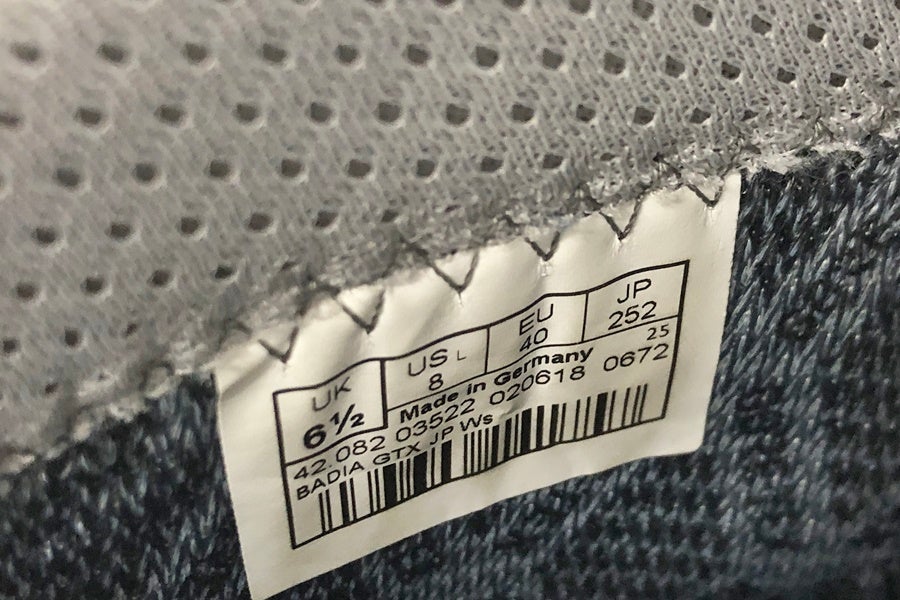 UK US L EU JP
6½ 8 40 252
Made in Germany 25
42.082 03522 020618 0672
BADIA GTX JP Ws